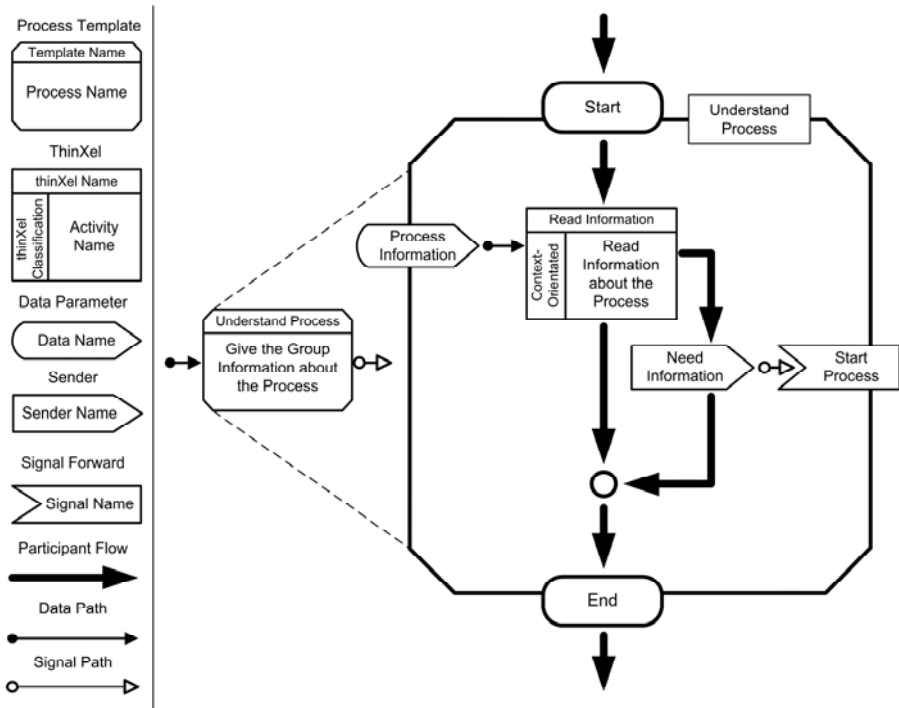 Process Template
Template Name
Process Name
ThinXel
thinXel Name
thinXel
Classification
Activity
Name
Data Parameter
Data Name
Sender
Sender Name
Signal Forward
Signal Name
Participant Flow
Data Path
Signal Path
Understand Process
Give the Group
Information about
the Process
Start
Understand
Process
Process
Information
Read Information
Context-
Orientated
Read
Information
about the
Process
Need
Information
Start
Process
End